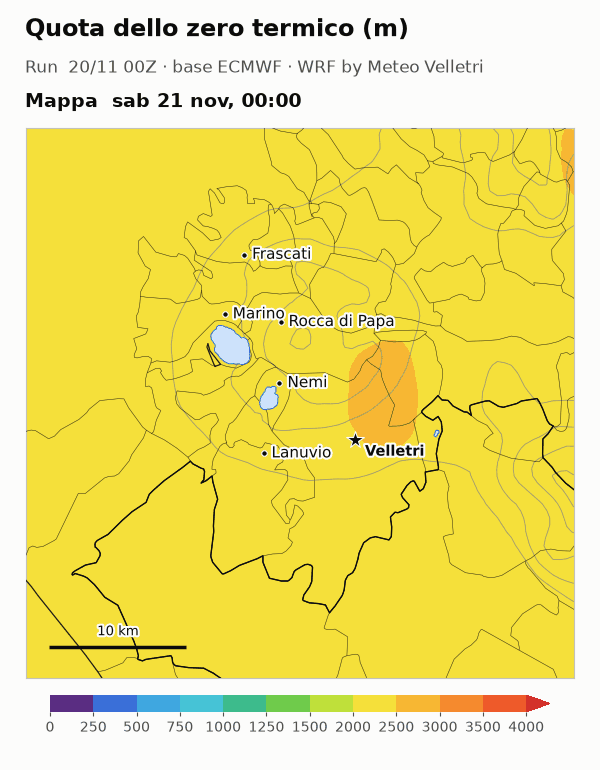 Quota dello zero termico (m)
Run 20/11 00Z · base ECMWF · WRF by Meteo Velletri
Mappa sab 21 nov, 00:00
Frascati
Marino
Rocca di Papa
Nemi
Velletri
Lanuvio
10 km
0 250 500 750 1000 1250 1500 2000 2500 3000 3500 4000